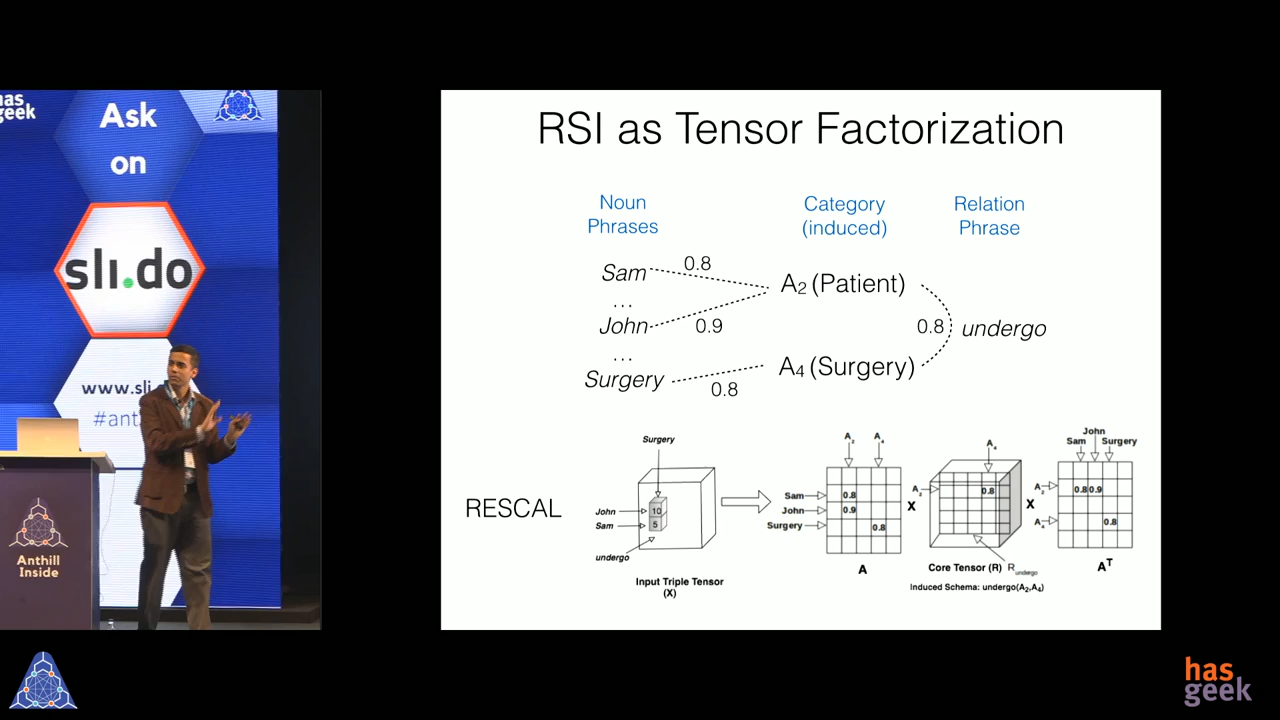 has
geek
Ask
on
slı.do
www.sli.d
#ant
Anthill
Inside
RSI as Tensor Factorization
Noun
Phrases
Category
(induced)
Relation
Phrase
Sam
0.8
A₂ (Patient)
...
John
0.9
0.8
undergo
...
Surgery
0.8
A₄ (Surgery)
RESCAL
Surgery
John
10
Sam
5
undergo
Input Triple Tensor
(X)
A₂
A₄
Sam
0.8
John
0.9
Surgery
0.8
A
X
A₄
A₂
0.8
Core Tensor (R) R undergo
Induced Schema: undergo(A₂,A₄)
X
John
Sam
Surgery
A₂
0.8 0.9
A₄
0.8
Aᵀ
has
geek